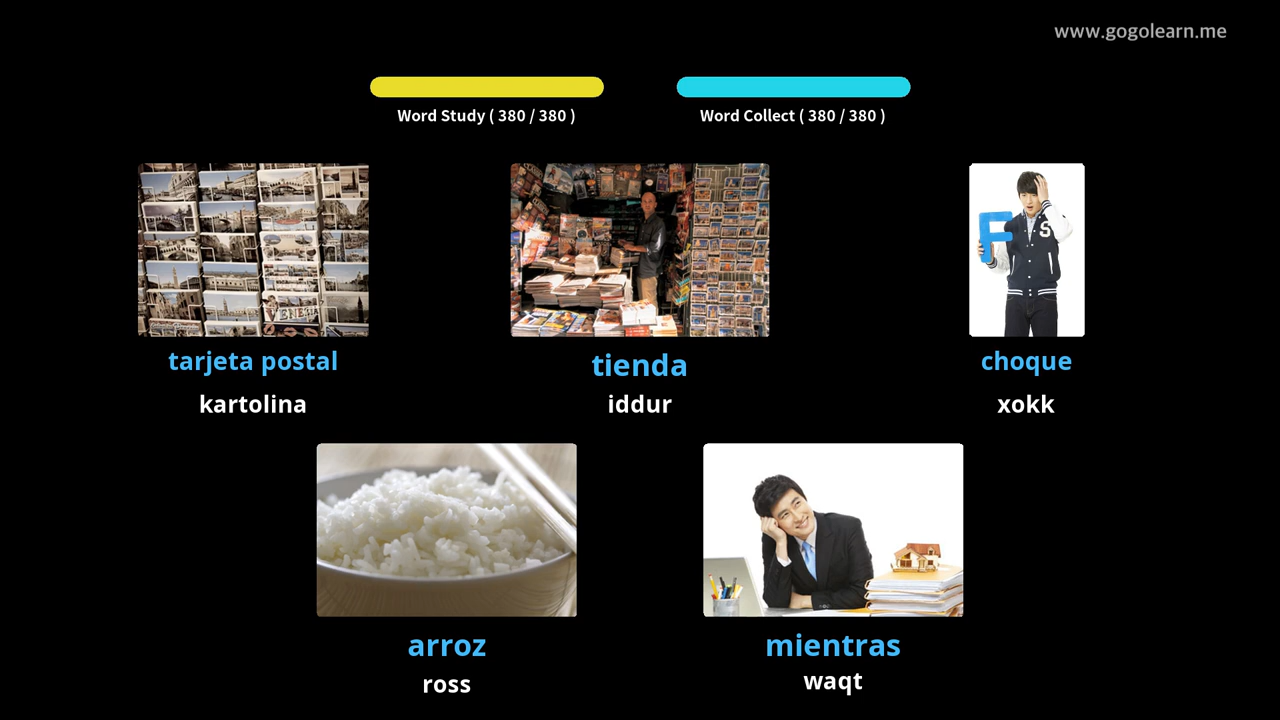 www.gogolearn.me
Word Study ( 380 / 380 )
Word Collect ( 380 / 380 )
F
S
tarjeta postal
tienda
choque
kartolina
iddur
xokk
arroz
mientras
ross
waqt